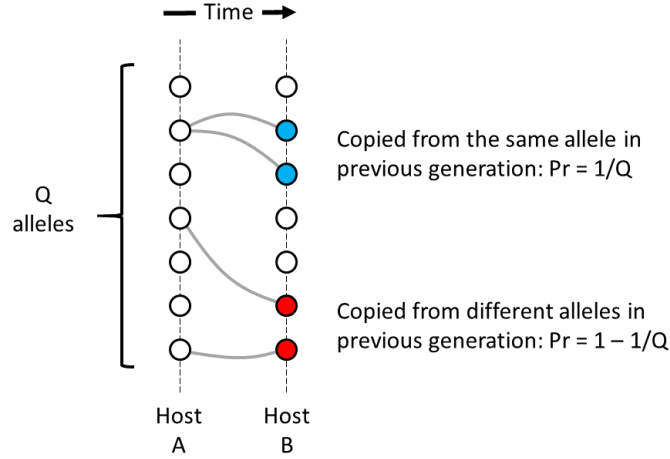 Time
Q
alleles
Copied from the same allele in
previous generation: Pr = 1/Q
Copied from different alleles in
previous generation: Pr = 1 – 1/Q
Host
A
Host
B